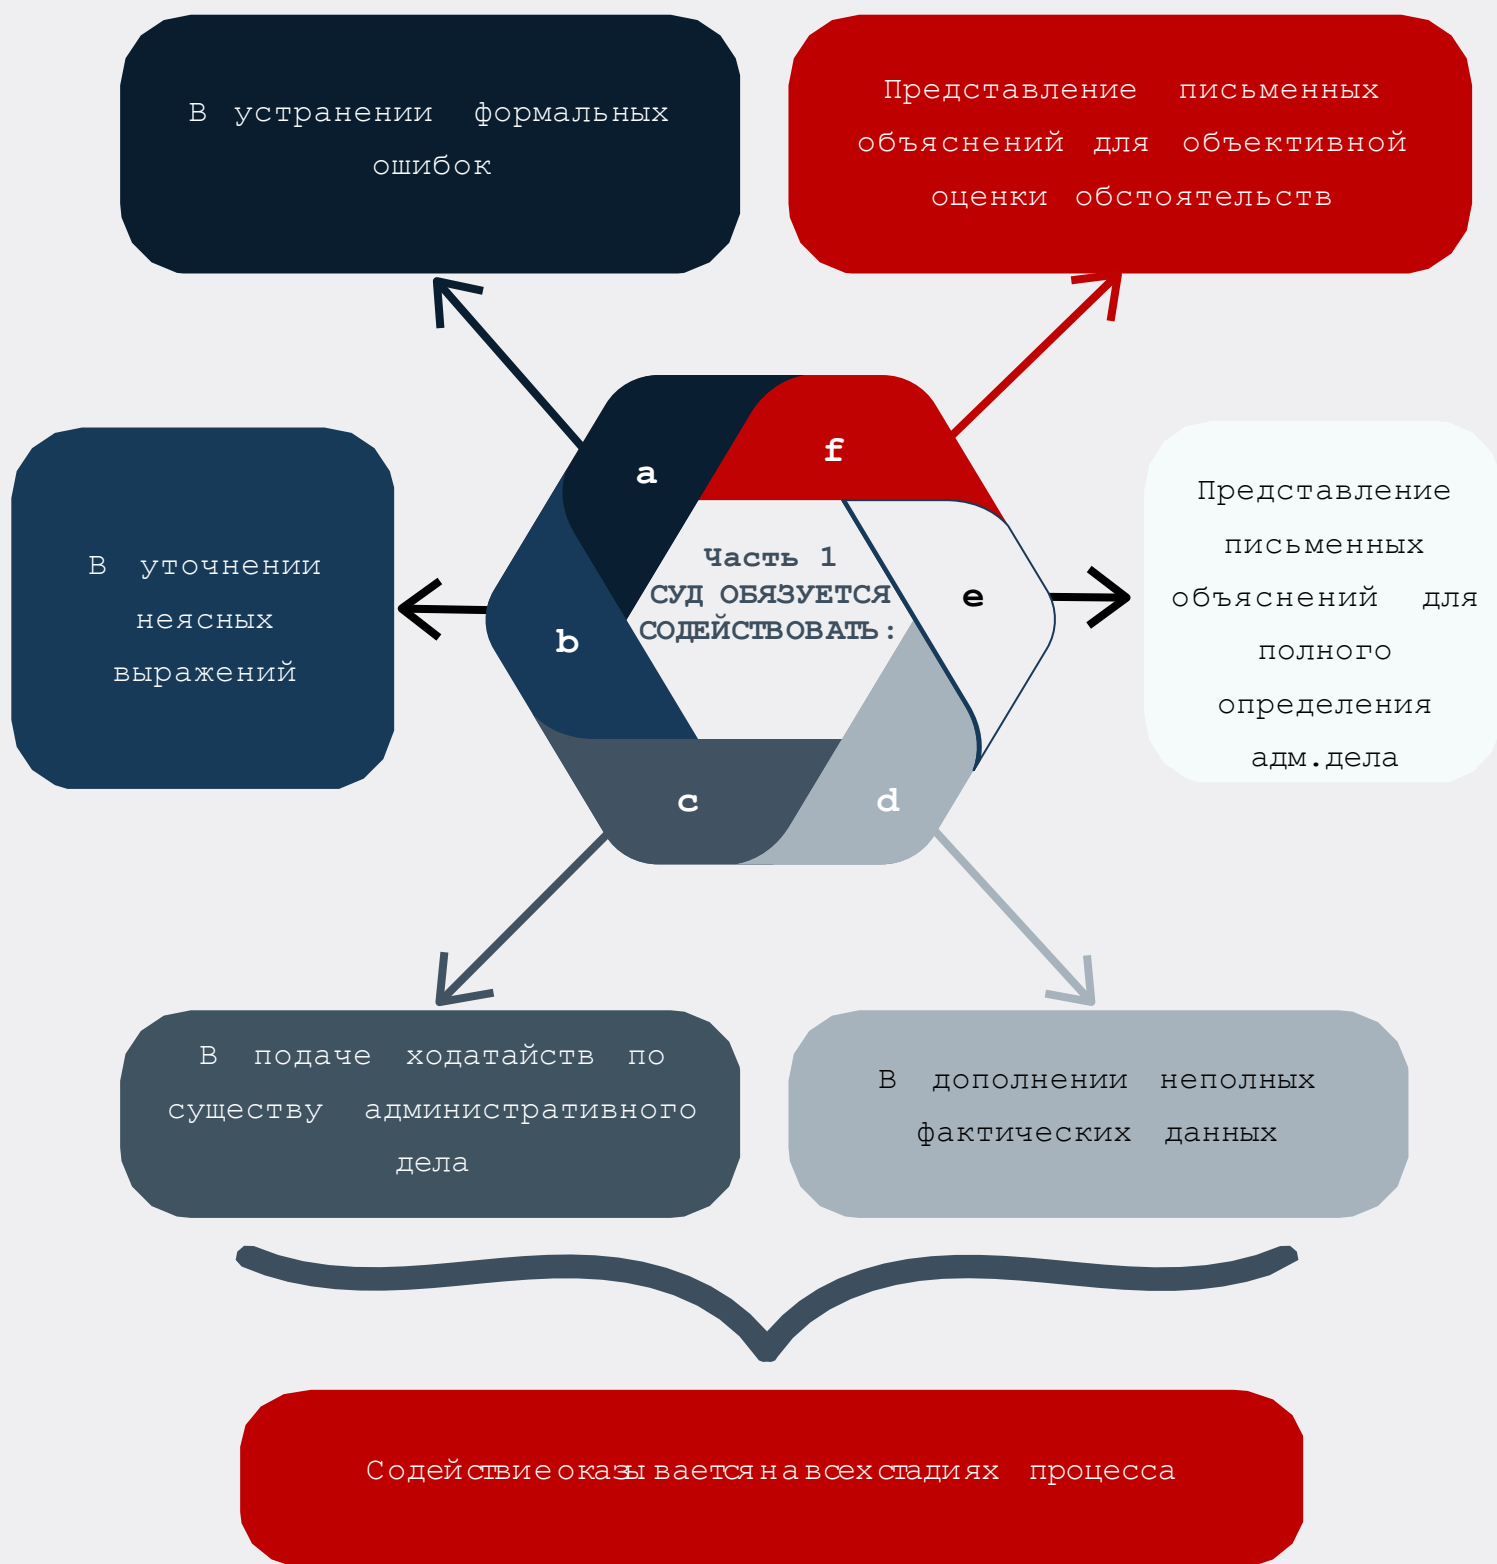 В устранении формальных
ошибок
Представление письменных
объяснений для объективной
оценки обстоятельств
a
f
В уточнении
неясных
выражений
b
Часть 1
СУД ОБЯЗУЕТСЯ
СОДЕЙСТВОВАТЬ:
e
Представление
письменных
объяснений для
полного
определения
адм.дела
c
d
В подаче ходатайств по
существу административного
дела
В дополнении неполных
фактических данных
Содействие оказывается на всех стадиях процесса